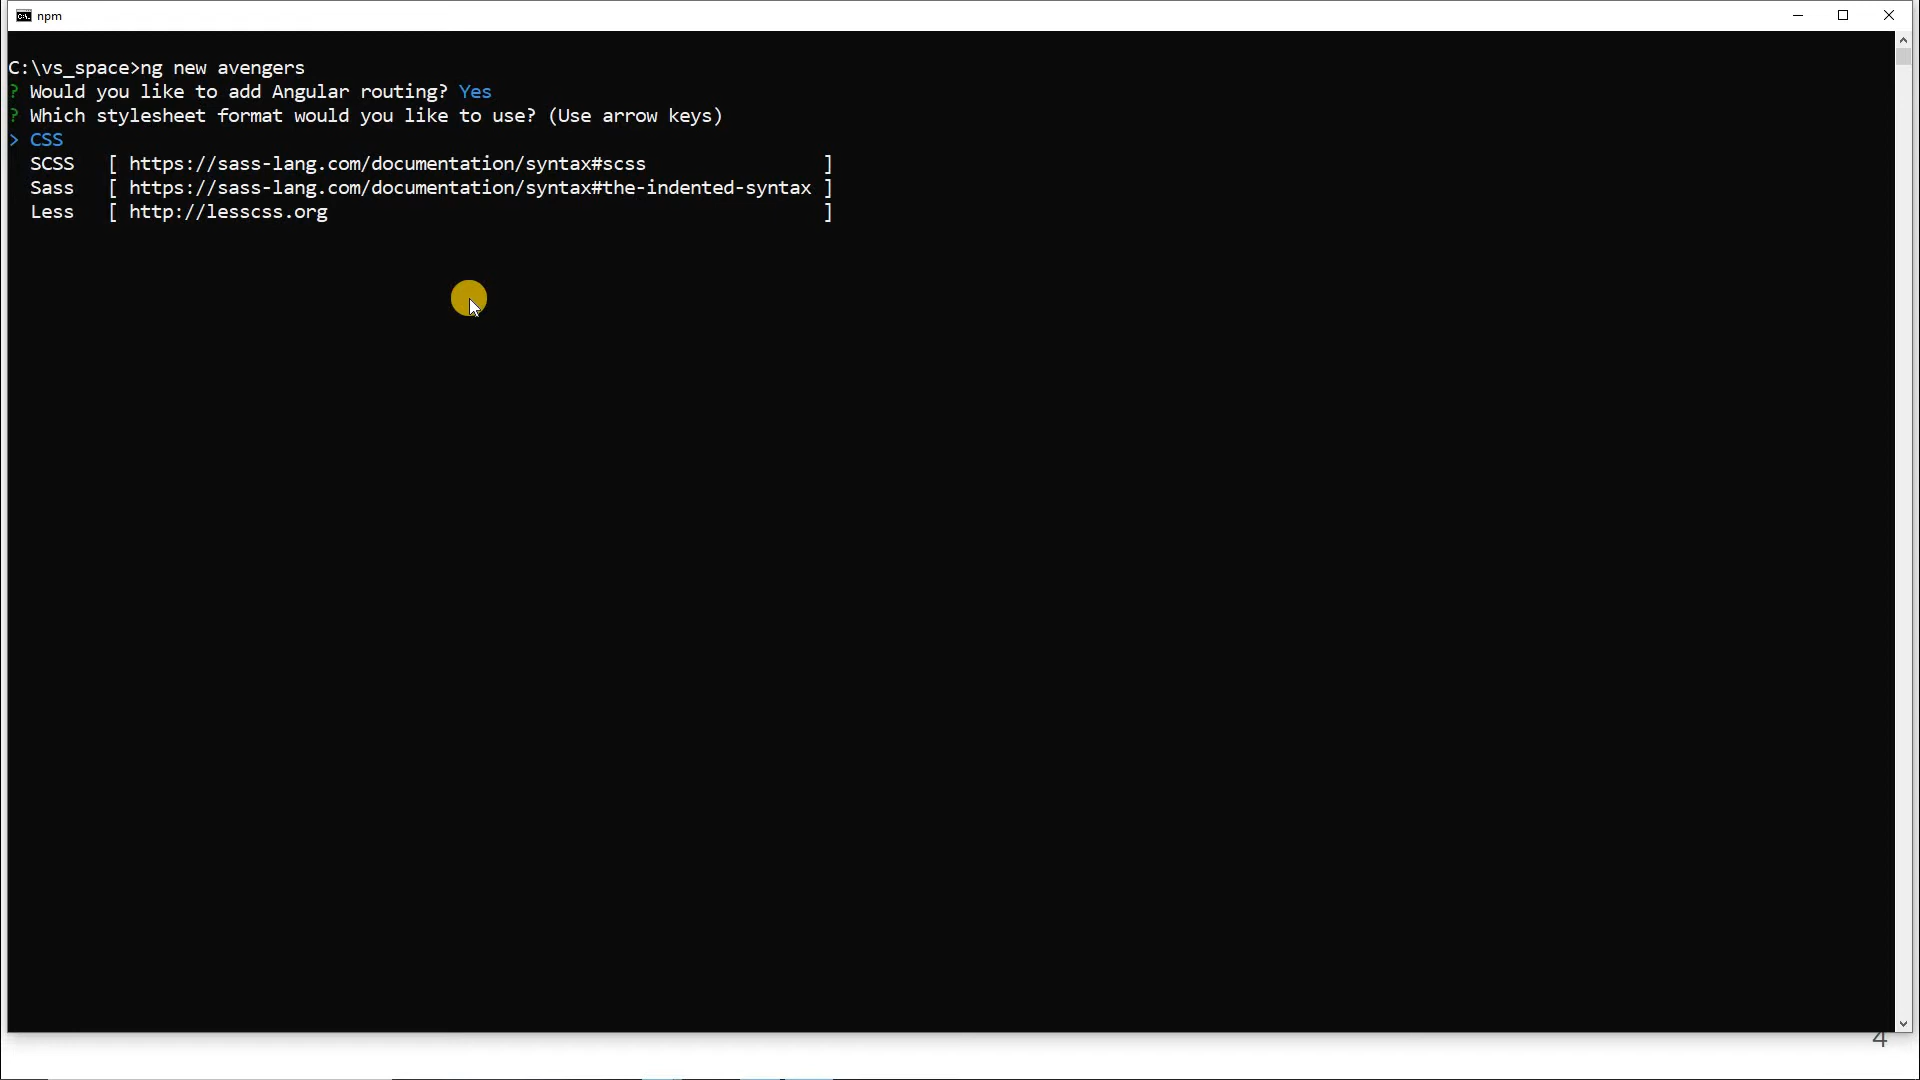 npm
C:\vs_space>ng new avengers
? Would you like to add Angular routing? Yes
? Which stylesheet format would you like to use? (Use arrow keys)
> CSS
  SCSS   [ https://sass-lang.com/documentation/syntax#scss                ]
  Sass   [ https://sass-lang.com/documentation/syntax#the-indented-syntax ]
  Less   [ http://lesscss.org                                             ]
4